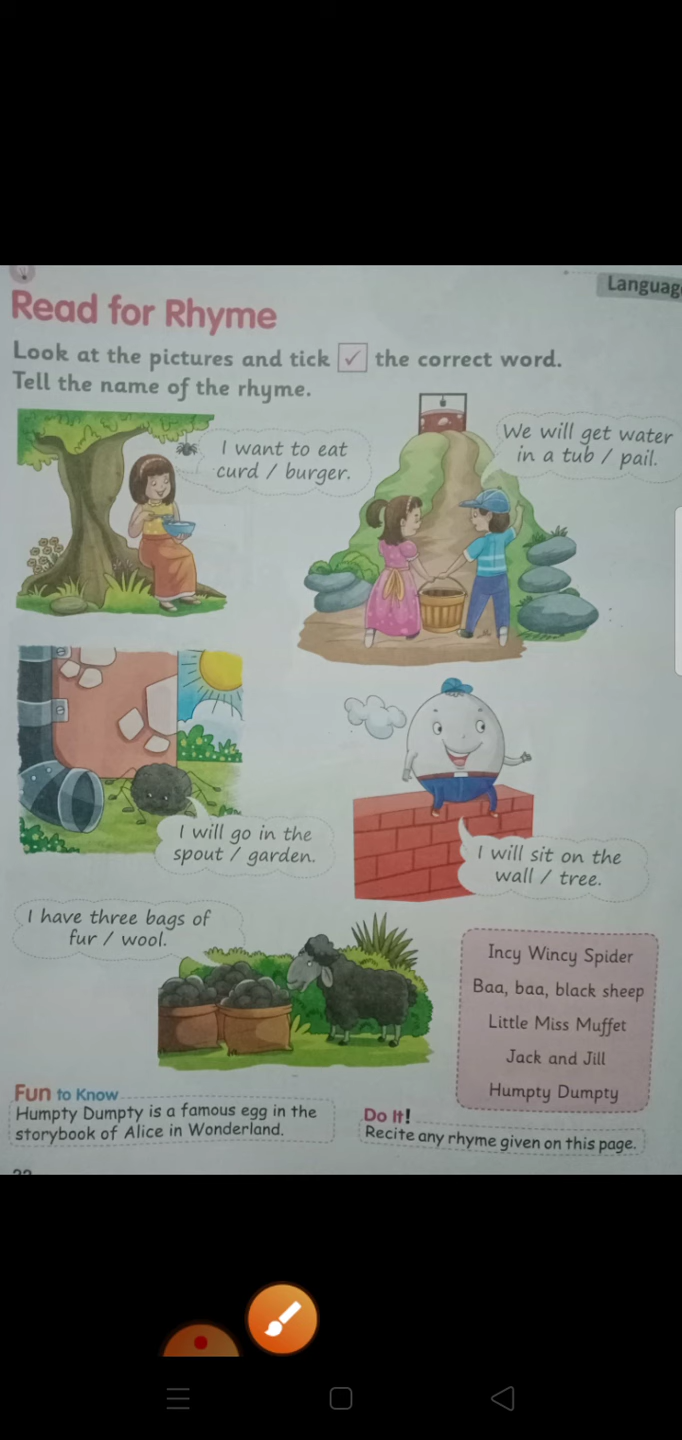 Languag
Read for Rhyme
Look at the pictures and tick ✓ the correct word.
Tell the name of the rhyme.
I want to eat
curd / burger.
We will get water
in a tub / pail.
I will go in the
spout / garden.
I will sit on the
wall / tree.
I have three bags of
fur / wool.
Incy Wincy Spider
Baa, baa, black sheep
Little Miss Muffet
Jack and Jill
Humpty Dumpty
Fun to Know
Humpty Dumpty is a famous egg in the
storybook of Alice in Wonderland.
Do It!
Recite any rhyme given on this page.